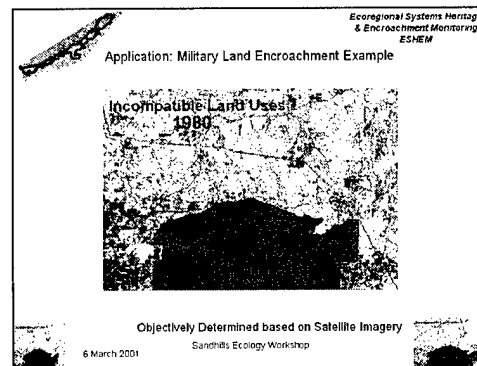 Ecoregional Systems Heritag
& Encroachment Monitoring
ESHEM
Application: Military Land Encroachment Example
Incompatible Land Uses
1980
Objectively Determined based on Satellite Imagery
Sandhills Ecology Workshop
6 March 2001